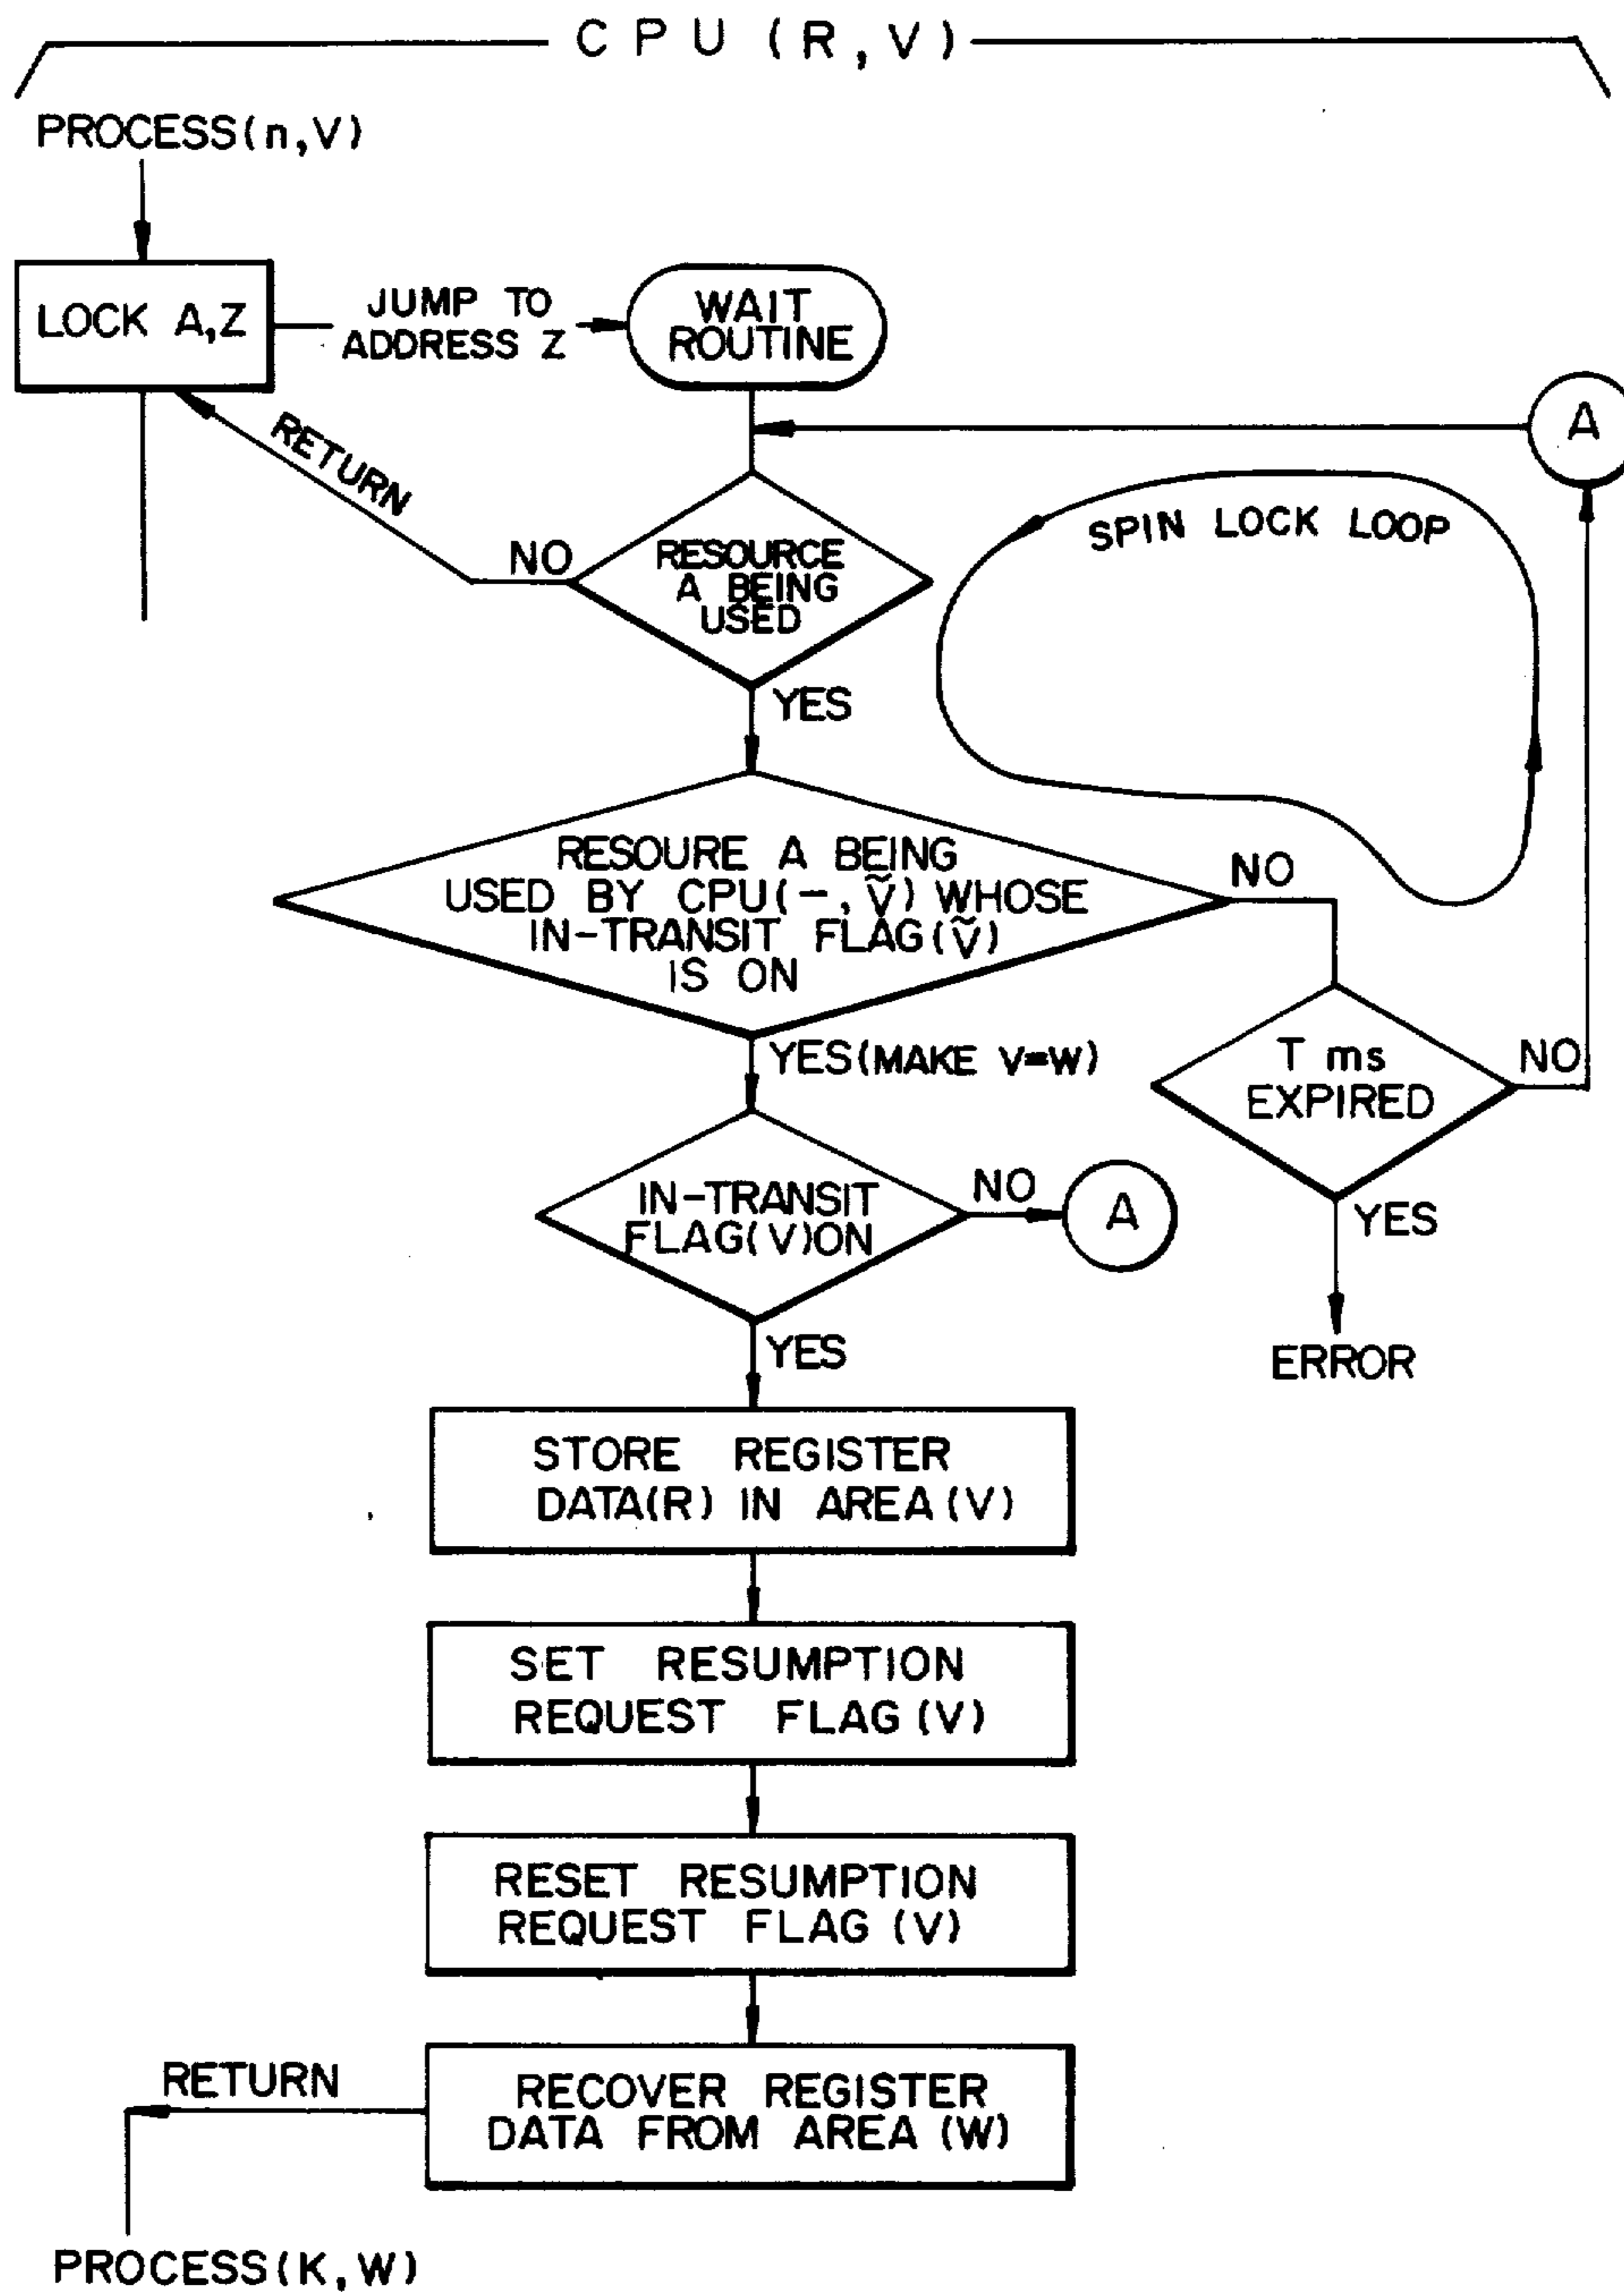 CPU (R,V)
PROCESS(n,V)
LOCK A,Z
JUMP TO
ADDRESS Z
WAIT
ROUTINE
A
RETURN
SPIN LOCK LOOP
NO
RESOURCE
A BEING
USED
YES
RESOURE A BEING
USED BY CPU(-,Ṽ) WHOSE
IN-TRANSIT FLAG(Ṽ)
IS ON
NO
YES(MAKE V=W)
T ms
EXPIRED
NO
IN-TRANSIT
FLAG(V)ON
NO
A
YES
ERROR
YES
STORE REGISTER
DATA(R) IN AREA(V)
SET RESUMPTION
REQUEST FLAG(V)
RESET RESUMPTION
REQUEST FLAG (V)
RETURN
RECOVER REGISTER
DATA FROM AREA(W)
PROCESS(K,W)